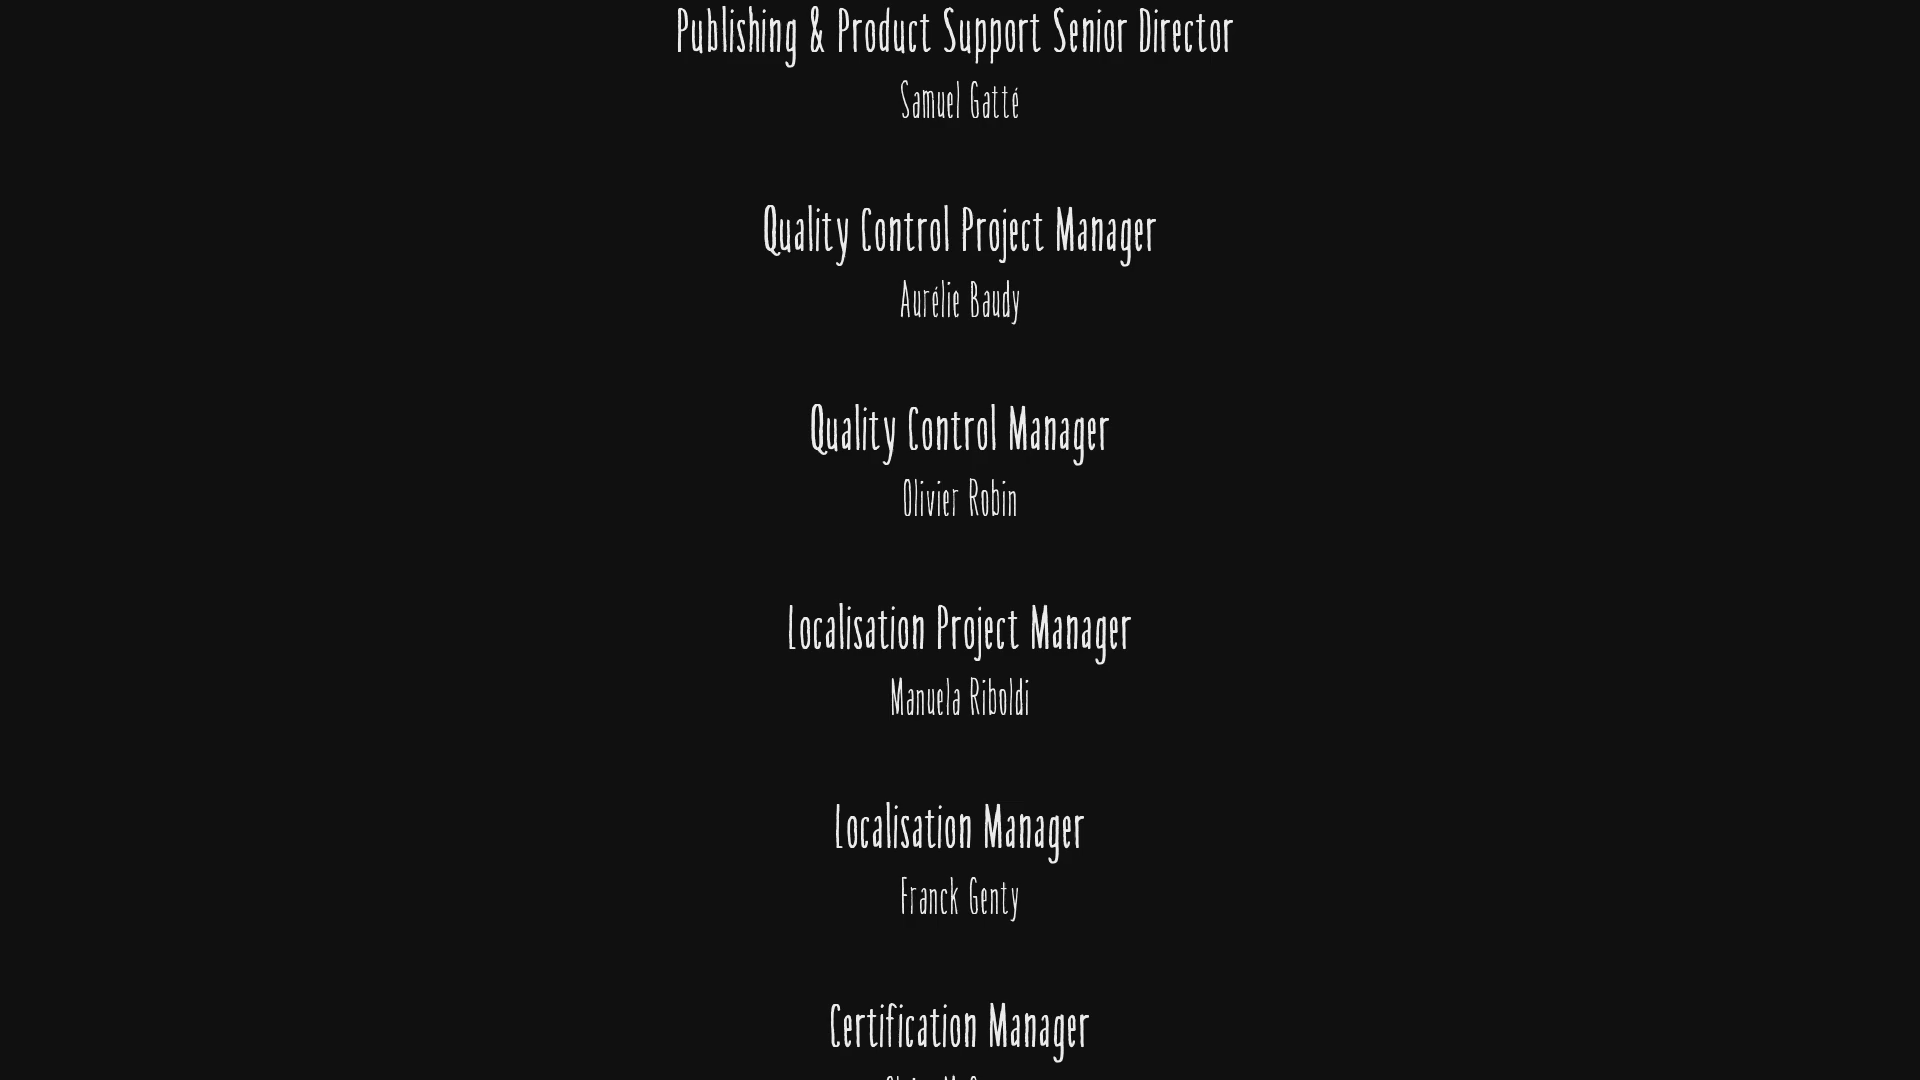 Publishing & Product Support Senior Director
Samuel Gatté
Quality Control Project Manager
Aurélie Baudy
Quality Control Manager
Olivier Robin
Localisation Project Manager
Manuela Riboldi
Localisation Manager
Franck Genty
Certification Manager